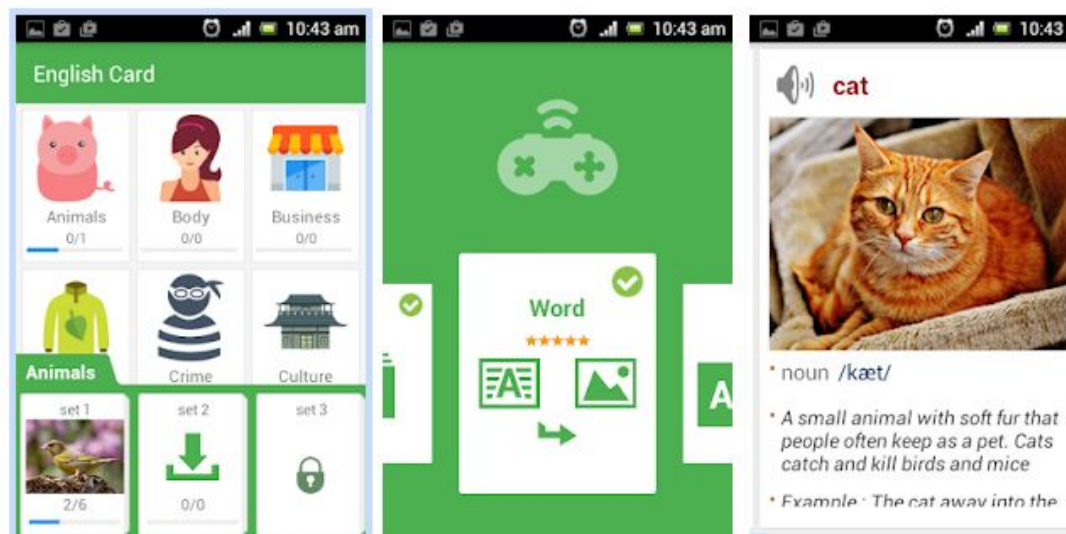 10:43 am
English Card
Animals
Body
Business
0/1
0/0
0/0
Animals
Crime
Culture
set 1
set 2
set 3
2/6
0/0
10:43 am
Word
A
A
10:43
cat
noun /kæt/
A small animal with soft fur that
people often keep as a pet. Cats
catch and kill birds and mice
Example : The cat away into the